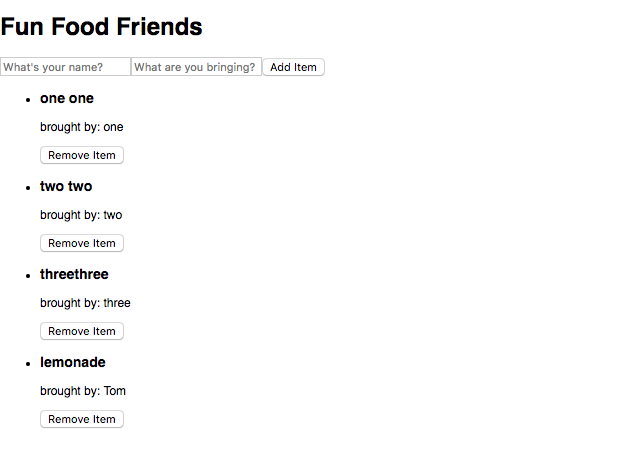 Fun Food Friends
What's your name? What are you bringing? Add Item
one one
brought by: one
Remove Item
two two
brought by: two
Remove Item
threethree
brought by: three
Remove Item
lemonade
brought by: Tom
Remove Item